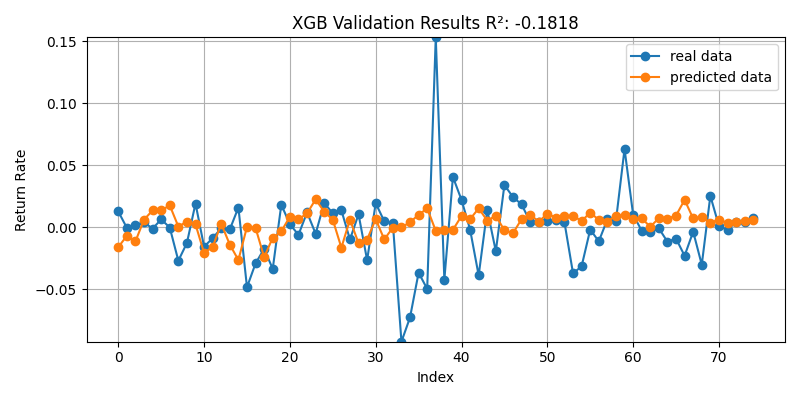 XGB Validation Results R²: -0.1818
0.15
0.10
0.05
0.00
−0.05
Return Rate
real data
predicted data
0 10 20 30 40 50 60 70
Index